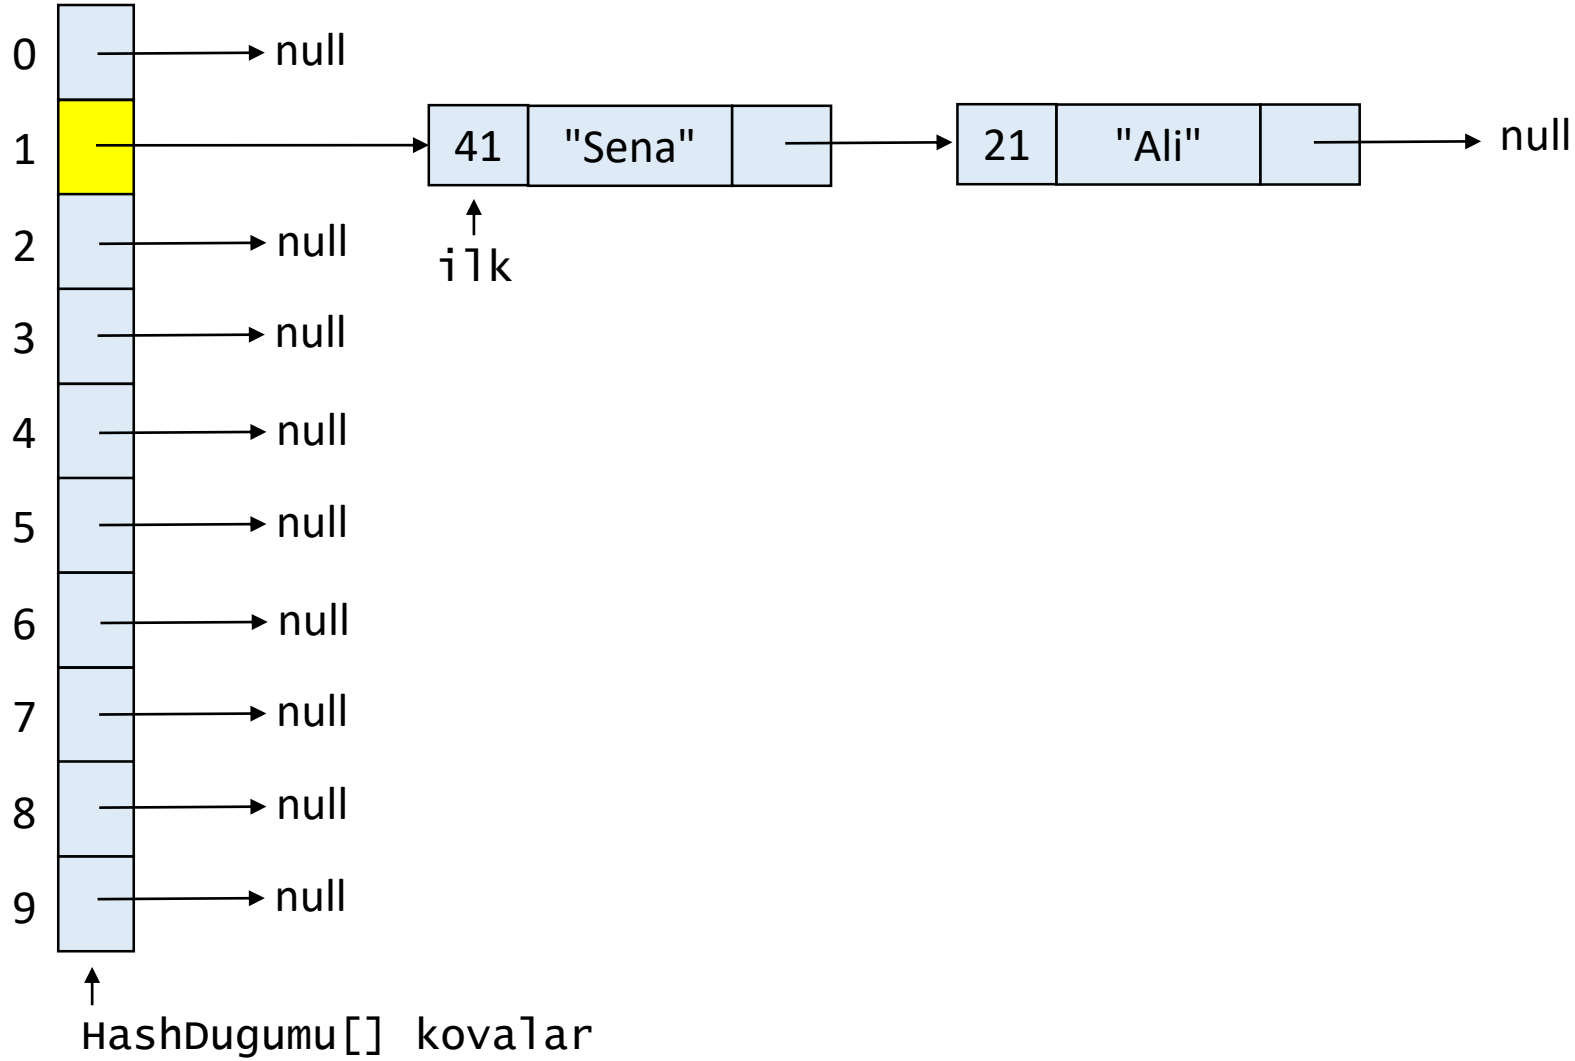 0 null
1 41 "Sena" 21 "Ali" null
2 null
ilk
3 null
4 null
5 null
6 null
7 null
8 null
9 null
HashDugumu[] kovalar